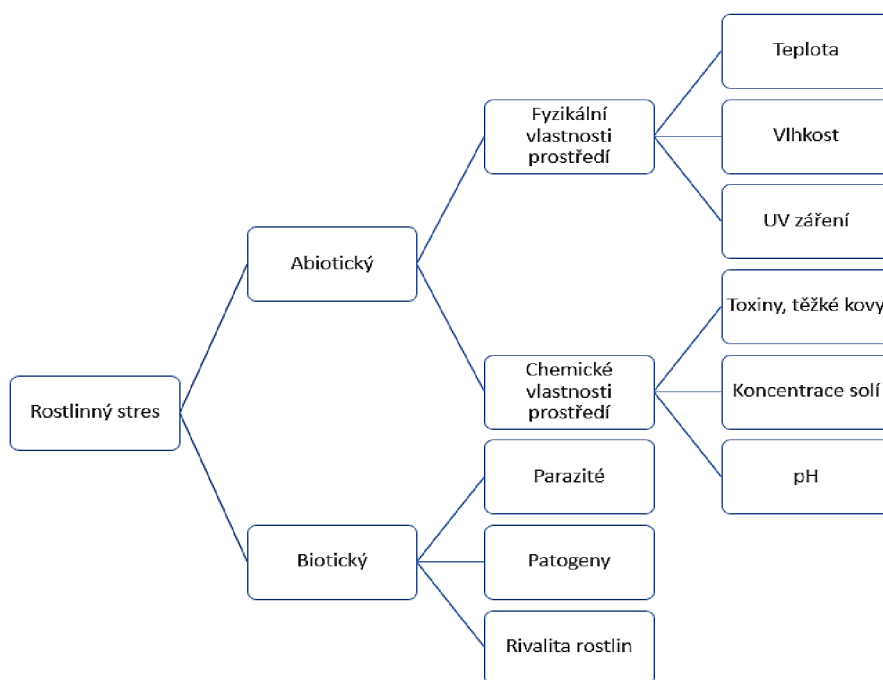 Rostlinný stres
Abiotický
Fyzikální
vlastnosti
prostředí
Teplota
Vlhkost
UV záření
Chemické
vlastnosti
prostředí
Toxiny, těžké kovy
Koncentrace solí
pH
Biotický
Parazité
Patogeny
Rivalita rostlin